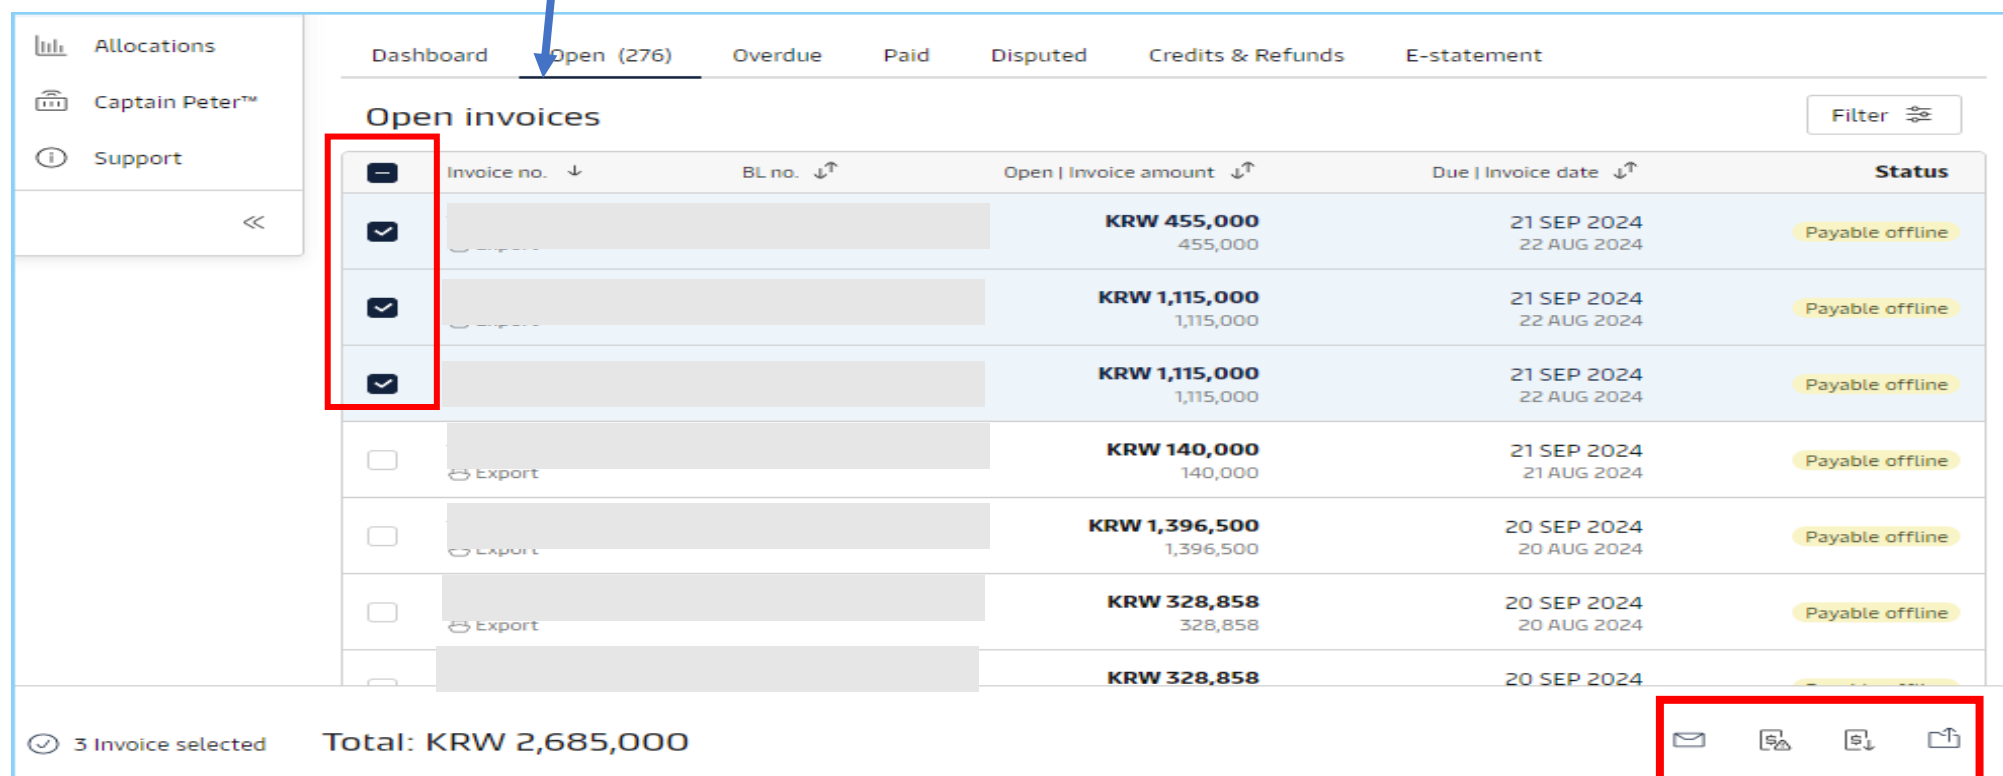 Allocations
Captain Peter™
Support
Dashboard Open (276) Overdue Paid Disputed Credits & Refunds E-statement
Open invoices
Filter
Invoice no. BL no. Open | Invoice amount Due | Invoice date Status
KRW 455,000 21 SEP 2024 Payable offline
455,000 22 AUG 2024
KRW 1,115,000 21 SEP 2024 Payable offline
1,115,000 22 AUG 2024
KRW 1,115,000 21 SEP 2024 Payable offline
1,115,000 22 AUG 2024
KRW 140,000 21 SEP 2024 Payable offline
Export 140,000 21 AUG 2024
KRW 1,396,500 20 SEP 2024 Payable offline
Export 1,396,500 20 AUG 2024
KRW 328,858 20 SEP 2024 Payable offline
Export 328,858 20 AUG 2024
KRW 328,858 20 SEP 2024
3 Invoice selected Total: KRW 2,685,000